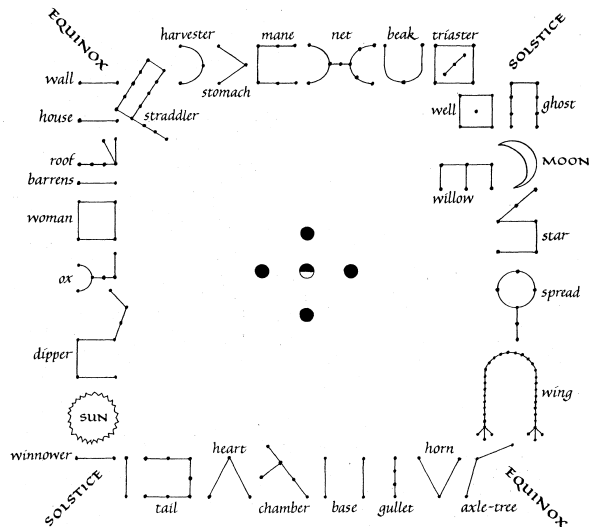 EQUINOX
harvester
mane
net
beak
triaster
SOLSTICE
wall
stomach
house
straddler
well
ghost
roof
MOON
barrens
willow
woman
star
ox
spread
dipper
wing
SUN
winnower
heart
horn
SOLSTICE
tail
chamber
base
gullet
axle-tree
EQUINOX